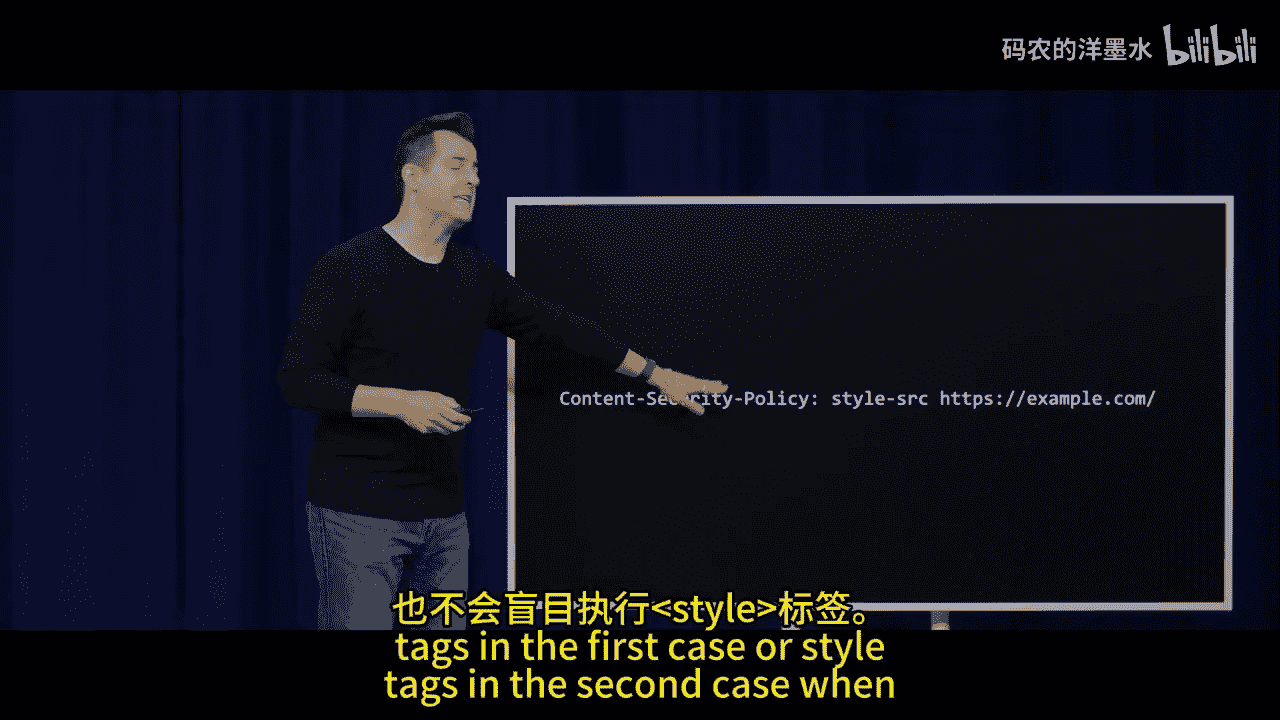 码农的洋墨水 bilibili
Content-Security-Policy: style-src https://example.com/
也不会盲目执行<style>标签。
tags in the first case or style
tags in the second case when